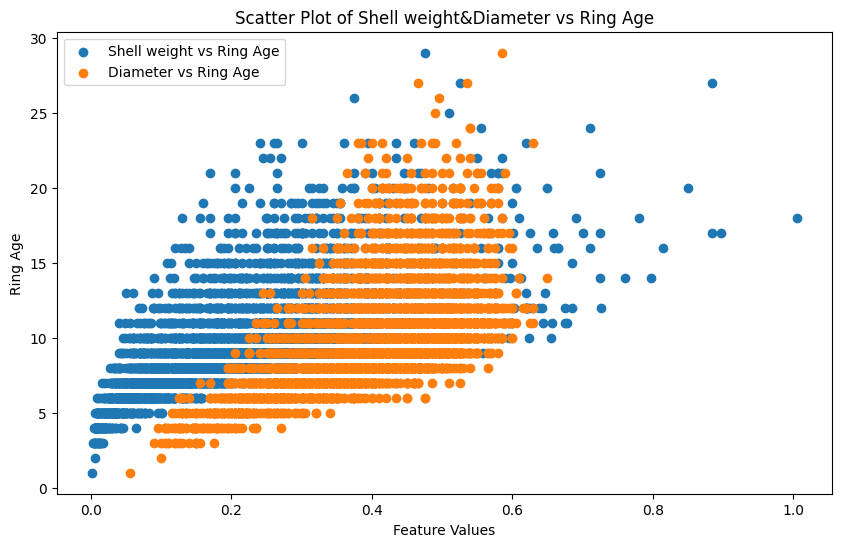 Scatter Plot of Shell weight&Diameter vs Ring Age
Shell weight vs Ring Age
Diameter vs Ring Age
30
25
20
15
10
5
0
Ring Age
0.0 0.2 0.4 0.6 0.8 1.0
Feature Values